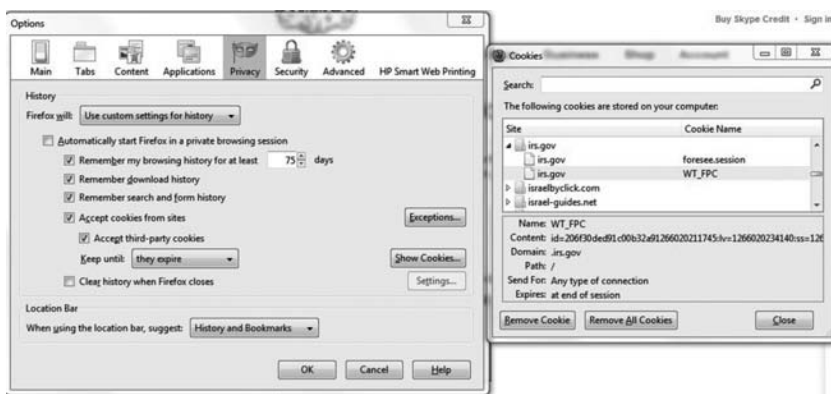 Options
Main Tabs Content Applications Privacy Security Advanced HP Smart Web Printing
History
Firefox will: Use custom settings for history
Automatically start Firefox in a private browsing session
Remember my browsing history for at least 75 days
Remember download history
Remember search and form history
Accept cookies from sites Exceptions...
Accept third-party cookies
Keep until: they expire Show Cookies...
Clear history when Firefox closes Settings...
Location Bar
When using the location bar, suggest: History and Bookmarks
OK Cancel Help
Buy Skype Credit · Sign in
Cookies
Search:
The following cookies are stored on your computer:
Site Cookie Name
irs.gov
irs.gov foresee.session
irs.gov WT_FPC
israelbyclick.com
israel-guides.net
Name: WT_FPC
Content: id=206f30ded91c00b32a91266020211745:lv=1266020234140:ss=126
Domain: .irs.gov
Path: /
Send For: Any type of connection
Expires: at end of session
Remove Cookie Remove All Cookies Close